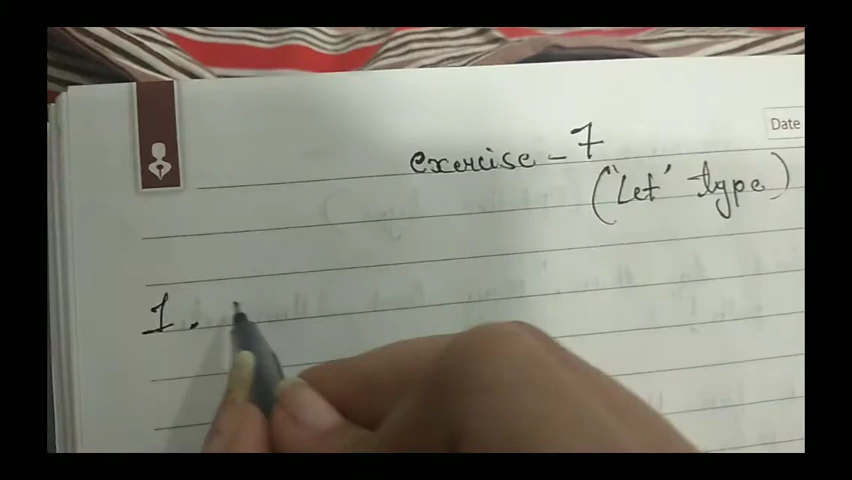 Date
exercise - 7
("Let' type)
1.